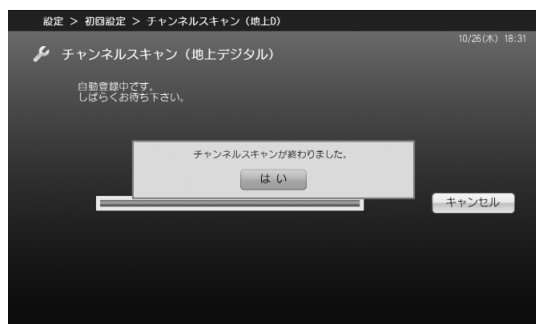 設定 > 初回設定 > チャンネルスキャン（地上D）
10/26(木) 18:31
チャンネルスキャン（地上デジタル）
自動登録中です。
しばらくお待ち下さい。
チャンネルスキャンが終わりました。
はい
キャンセル